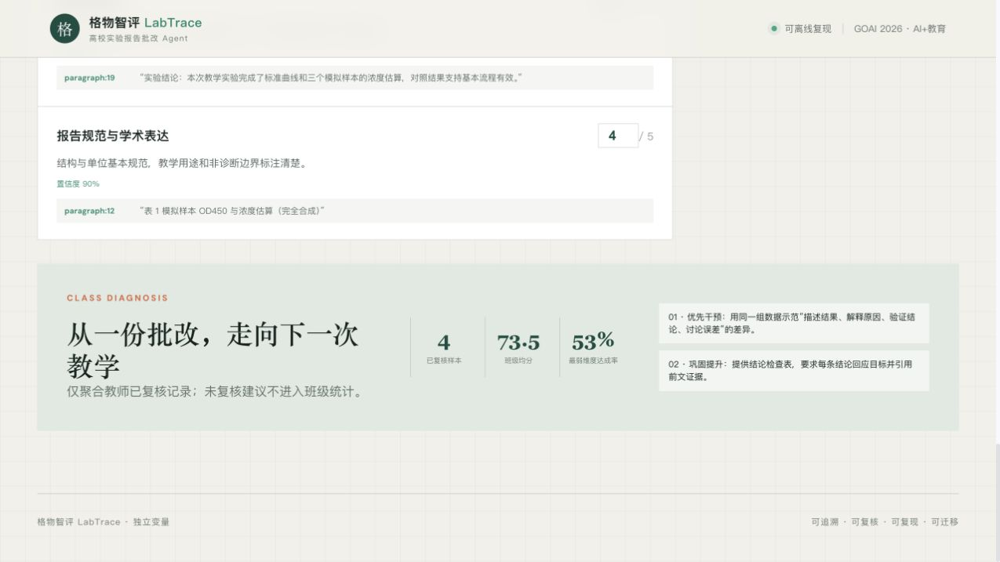 格
格物智评 LabTrace
高校实验报告批改 Agent
可离线复现
GOAI 2026 · AI+教育
paragraph:19
“实验结论：本次教学实验完成了标准曲线和三个模拟样本的浓度估算，对照结果支持基本流程有效。”
报告规范与学术表达
4 / 5
结构与单位基本规范，教学用途和非诊断边界标注清楚。
置信度 90%
paragraph:12
“表 1 模拟样本 OD450 与浓度估算（完全合成）”
CLASS DIAGNOSIS
从一份批改，走向下一次
教学
仅聚合教师已复核记录；未复核建议不进入班级统计。
4
已复核样本
73.5
班级均分
53%
最弱维度达成率
01 · 优先干预：用同一组数据示范“描述结果、解释原因、验证结
论、讨论误差”的差异。
02 · 巩固提升：提供结论检查表，要求每条结论回应目标并引用
前文证据。
格物智评 LabTrace · 独立变量
可追溯 · 可复核 · 可复现 · 可迁移